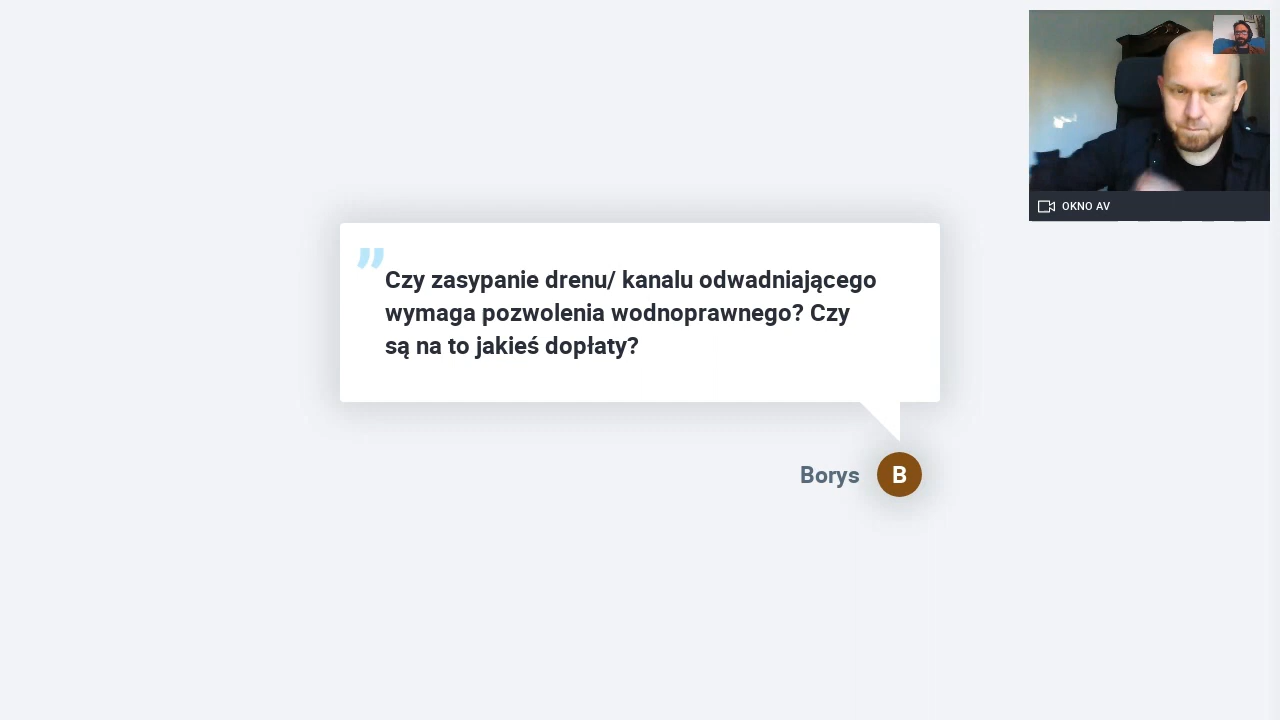 OKNO AV
”
Czy zasypanie drenu/ kanalu odwadniającego
wymaga pozwolenia wodnoprawnego? Czy
są na to jakieś dopłaty?
Borys
B